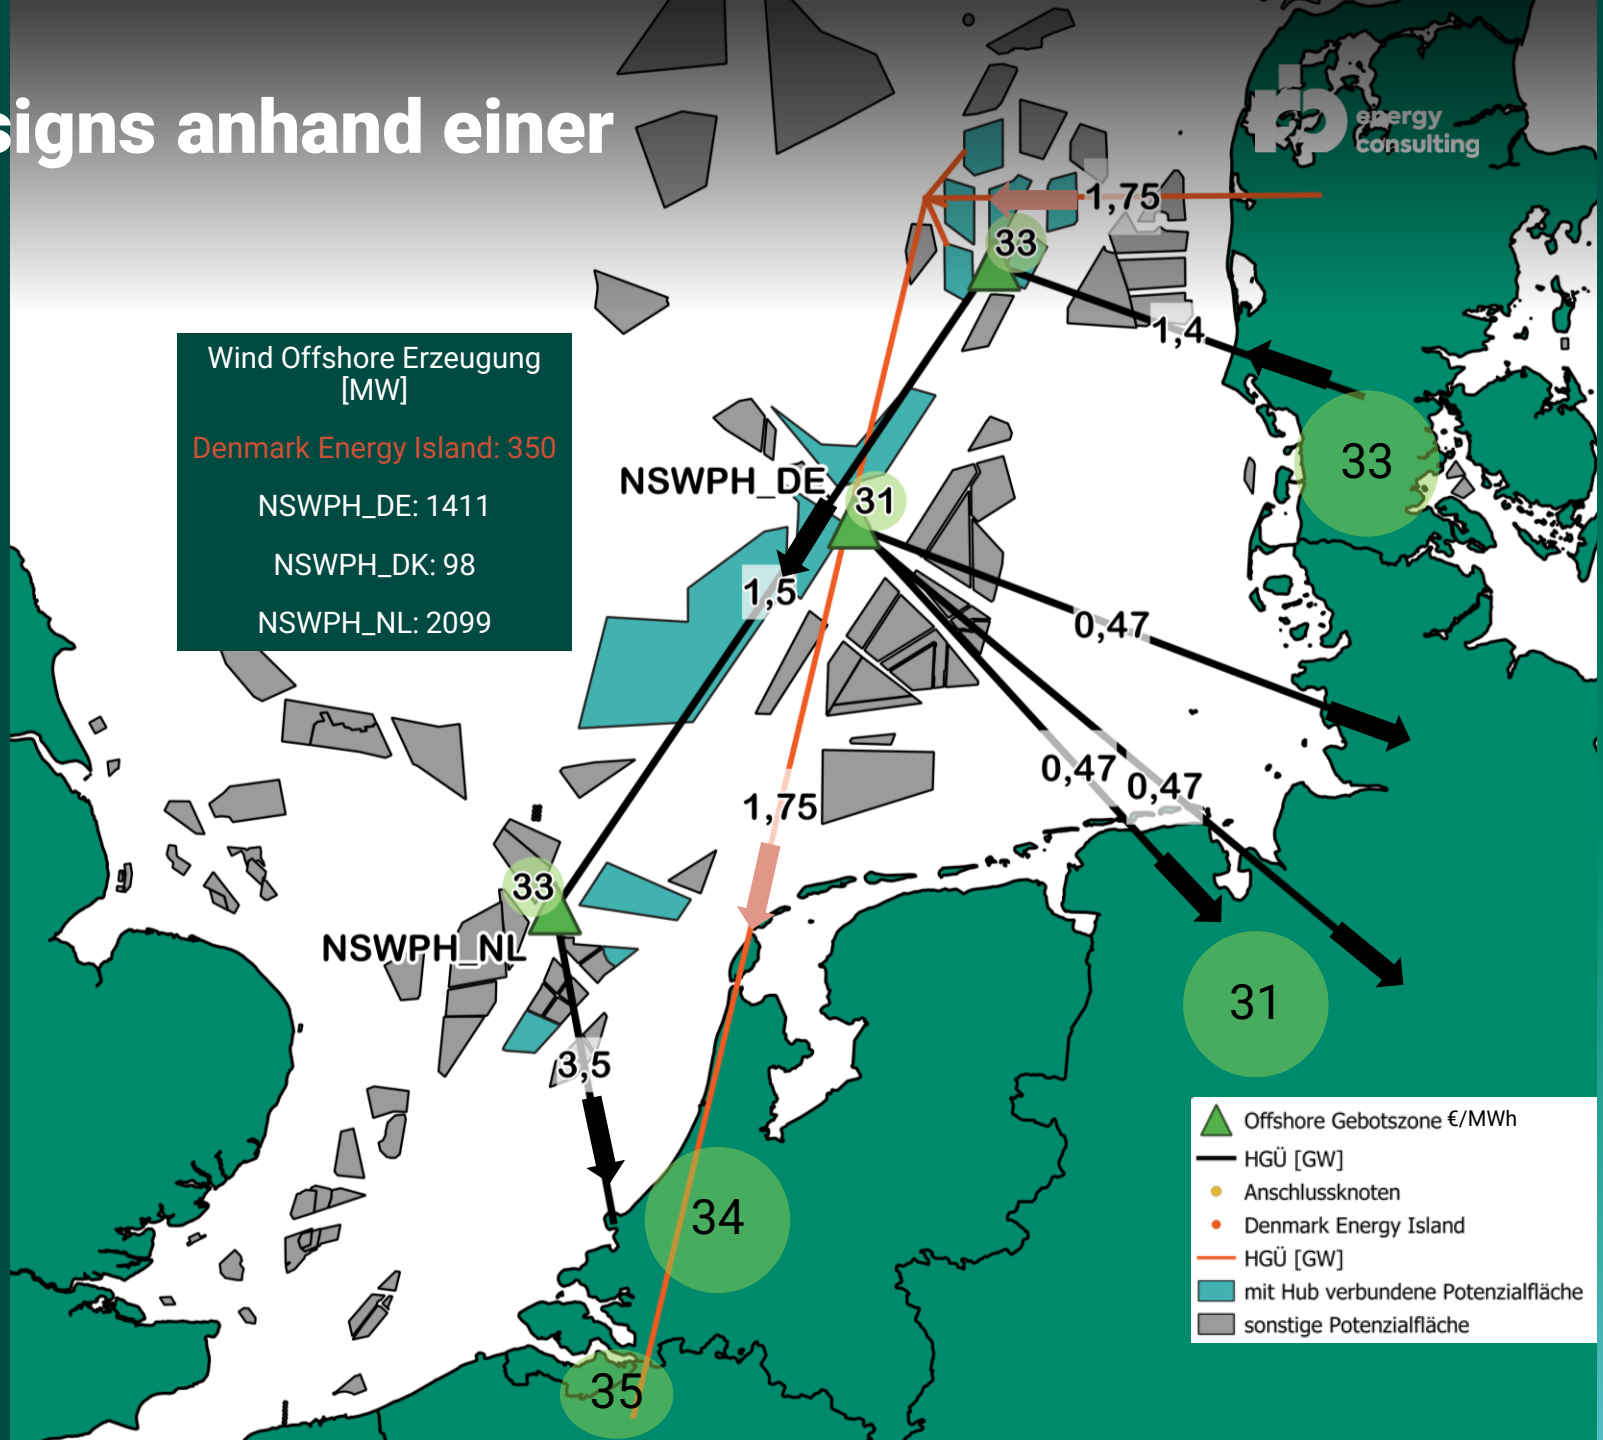 signs anhand einer
energy
consulting
1,75
33
1,4
Wind Offshore Erzeugung
[MW]
Denmark Energy Island: 350
NSWPH_DE: 1411
NSWPH_DK: 98
NSWPH_NL: 2099
33
NSWPH_DE
31
1,5
0,47
0,47
0,47
1,75
33
NSWPH_NL
31
3,5
34
35
Offshore Gebotszone €/MWh
HGÜ [GW]
Anschlussknoten
Denmark Energy Island
HGÜ [GW]
mit Hub verbundene Potenzialfläche
sonstige Potenzialfläche